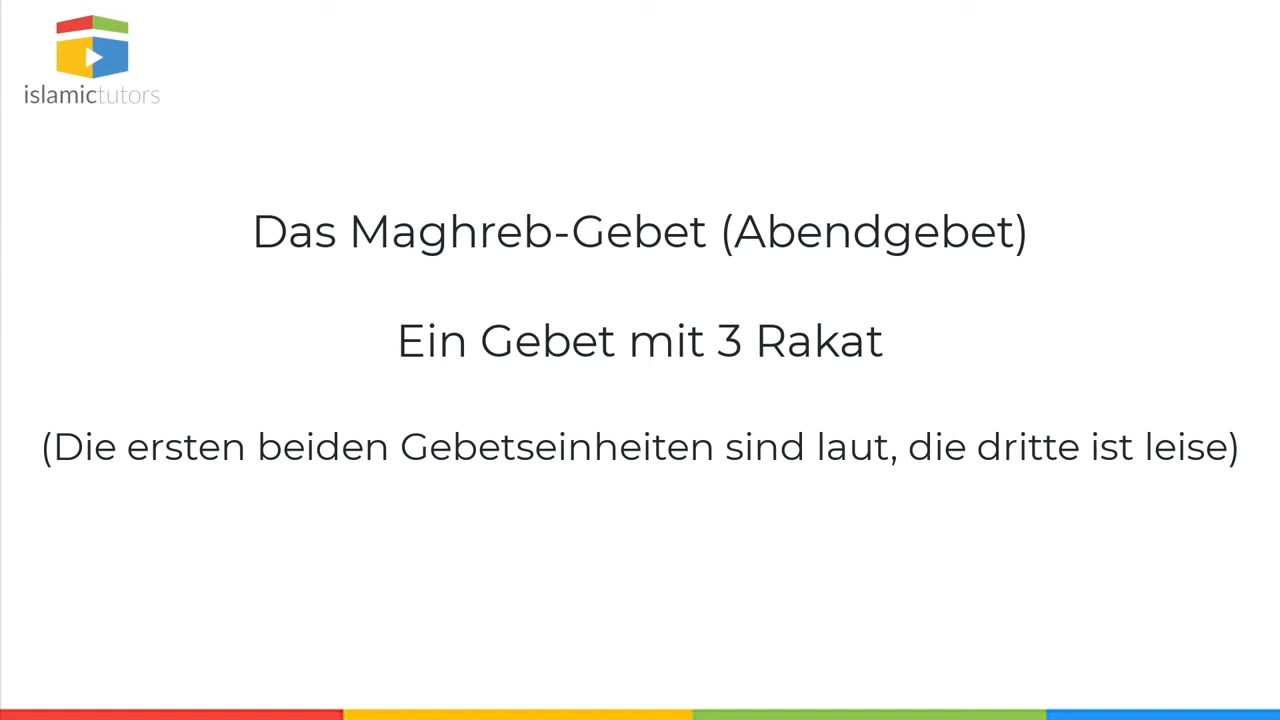 islamictutors
Das Maghreb-Gebet (Abendgebet)
Ein Gebet mit 3 Rakat
(Die ersten beiden Gebetseinheiten sind laut, die dritte ist leise)